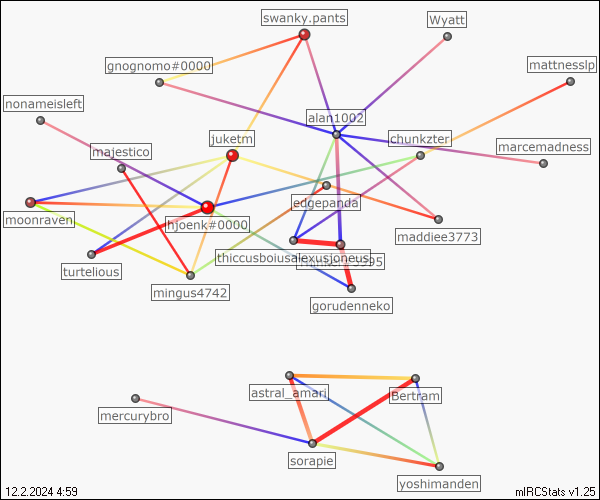 swanky.pants
Wyatt
gnognomo#0000
mattnesslp
nonameisleft
alan1002
juketm
chunkzter
majestico
marcemadness
edgepanda
moonraven
hjoenk#0000
maddiee3773
thiccusboiusalexusjoneus
turtelious
mingus4742
gorudenneko
astral_amari
Bertram
mercurybro
sorapie
yoshimanden
12.2.2024 4:59
mIRCStats v1.25